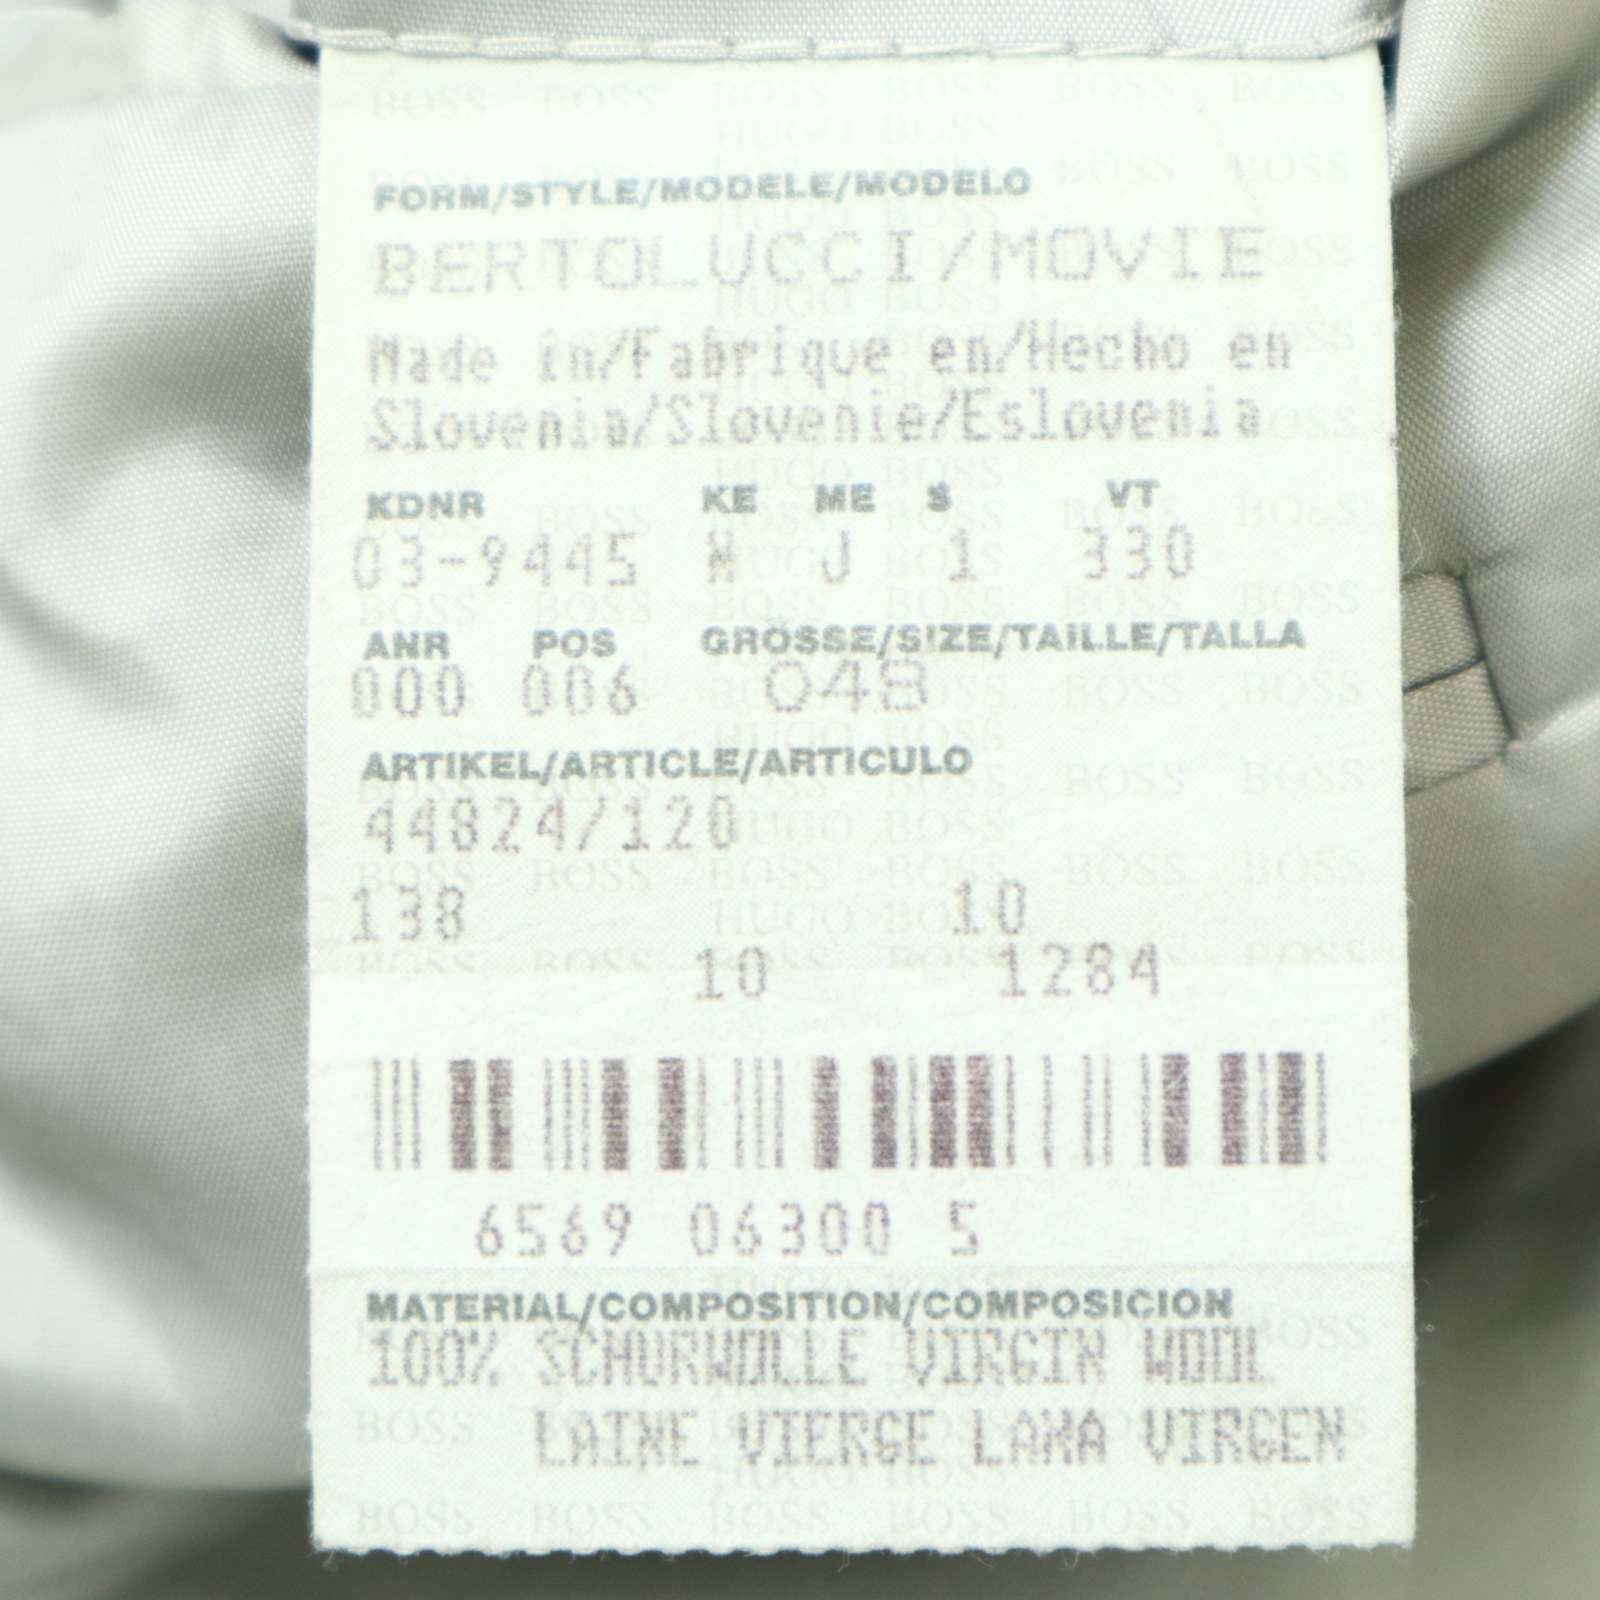 FORM/STYLE/MODELE/MODELO
BERTOLUCCI/MOVIE
Made in/Fabrique en/Hecho en
Slovenia/Slovenie/Eslovenia
KDNR KE ME S VT
03-9445 N J 1 330
ANR POS GRÖSSE/SIZE/TAILLE/TALLA
000 006 048
ARTIKEL/ARTICLE/ARTICULO
44824/120
138 10
10 1284
6569 06300 5
MATERIAL/COMPOSITION/COMPOSICION
100% SCHURWOLLE VIRGIN WOOL
LAINE VIERGE LANA VIRGEN